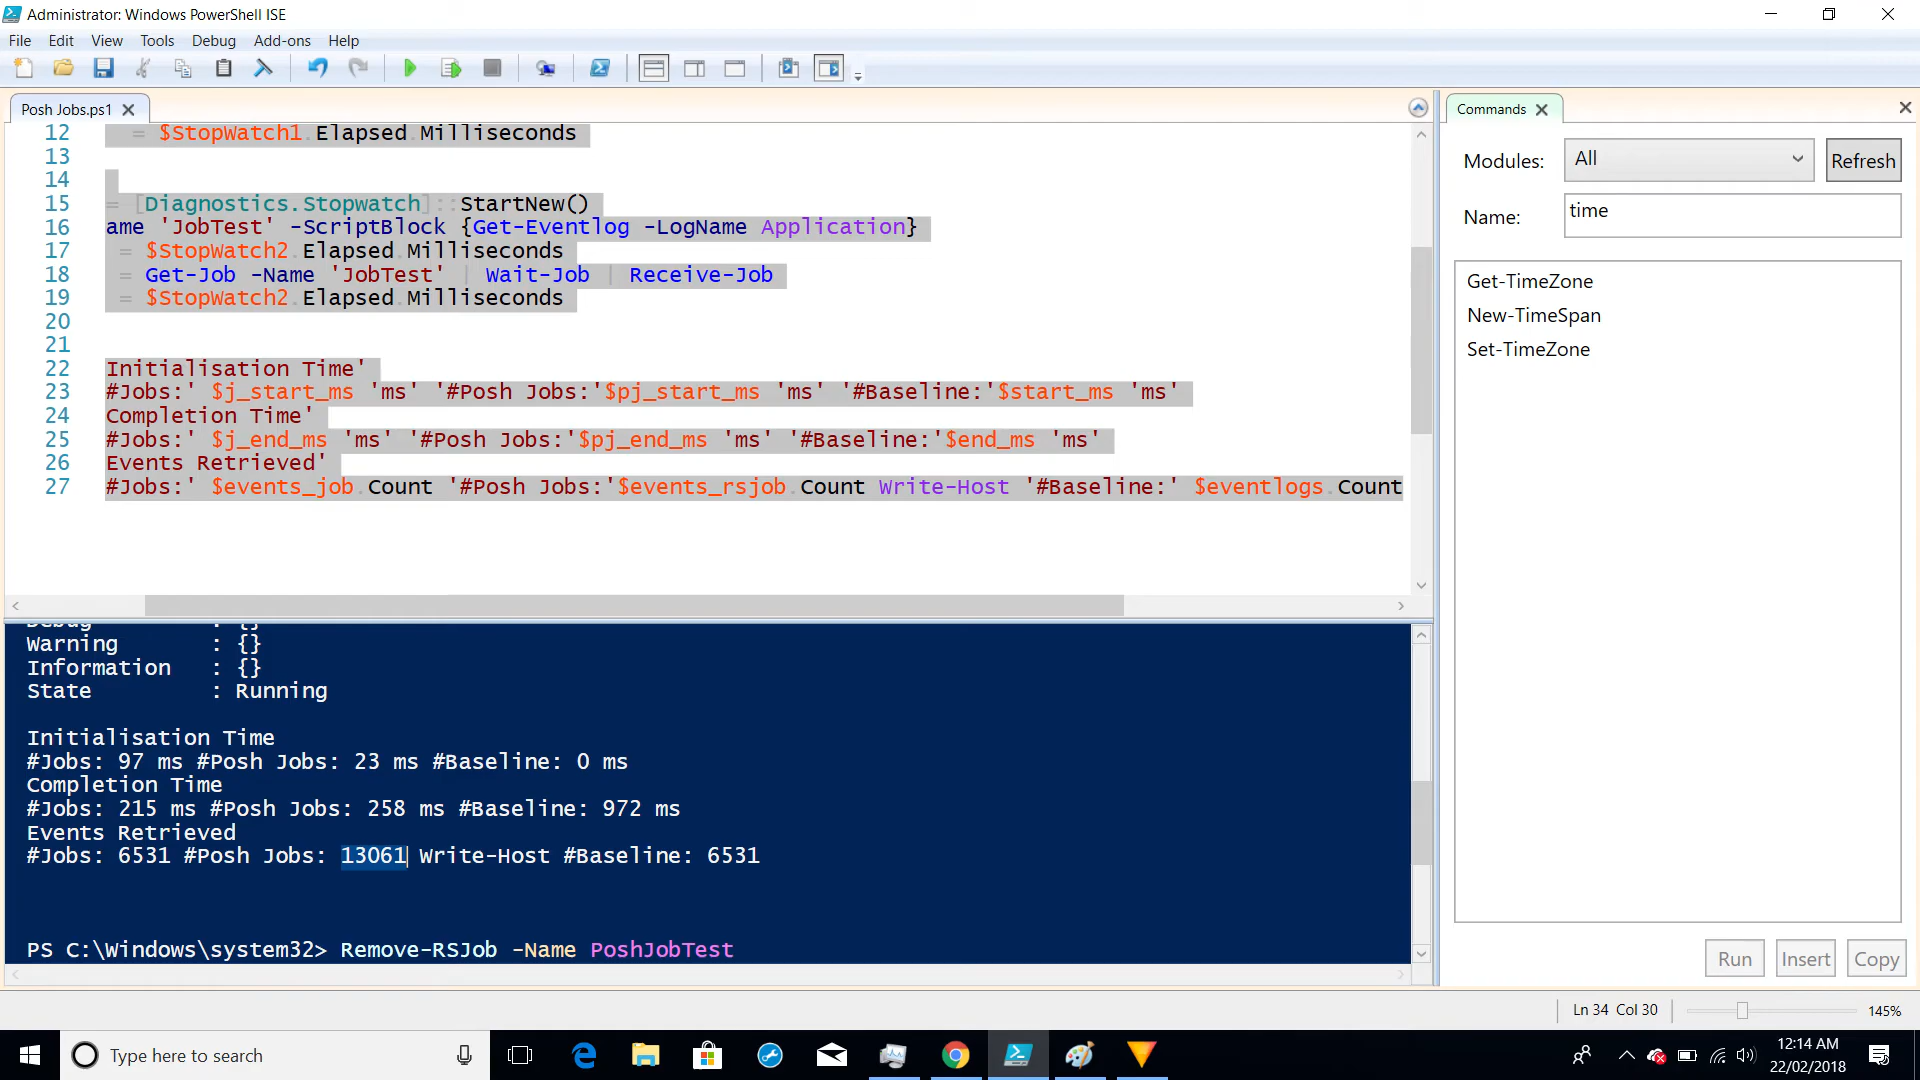 Administrator: Windows PowerShell ISE
File Edit View Tools Debug Add-ons Help
Posh Jobs.ps1
12 = $StopWatch1.Elapsed.Milliseconds
13
14
15 = [Diagnostics.Stopwatch]::StartNew()
16 ame 'JobTest' -ScriptBlock {Get-Eventlog -LogName Application}
17 = $StopWatch2.Elapsed.Milliseconds
18 = Get-Job -Name 'JobTest' | Wait-Job | Receive-Job
19 = $StopWatch2.Elapsed.Milliseconds
20
21
22 Initialisation Time'
23 #Jobs:' $j_start_ms 'ms' '#Posh Jobs:'$pj_start_ms 'ms' '#Baseline:'$start_ms 'ms'
24 Completion Time'
25 #Jobs:' $j_end_ms 'ms' '#Posh Jobs:'$pj_end_ms 'ms' '#Baseline:'$end_ms 'ms'
26 Events Retrieved'
27 #Jobs:' $events_job.Count '#Posh Jobs:'$events_rsjob.Count Write-Host '#Baseline:' $eventlogs.Count
Warning : {}
Information : {}
State : Running
Initialisation Time
#Jobs: 97 ms #Posh Jobs: 23 ms #Baseline: 0 ms
Completion Time
#Jobs: 215 ms #Posh Jobs: 258 ms #Baseline: 972 ms
Events Retrieved
#Jobs: 6531 #Posh Jobs: 13061 Write-Host #Baseline: 6531
PS C:\Windows\system32> Remove-RSJob -Name PoshJobTest
Commands
Modules: All Refresh
Name: time
Get-TimeZone
New-TimeSpan
Set-TimeZone
Run Insert Copy
Ln 34 Col 30 145%
Type here to search
12:14 AM
22/02/2018